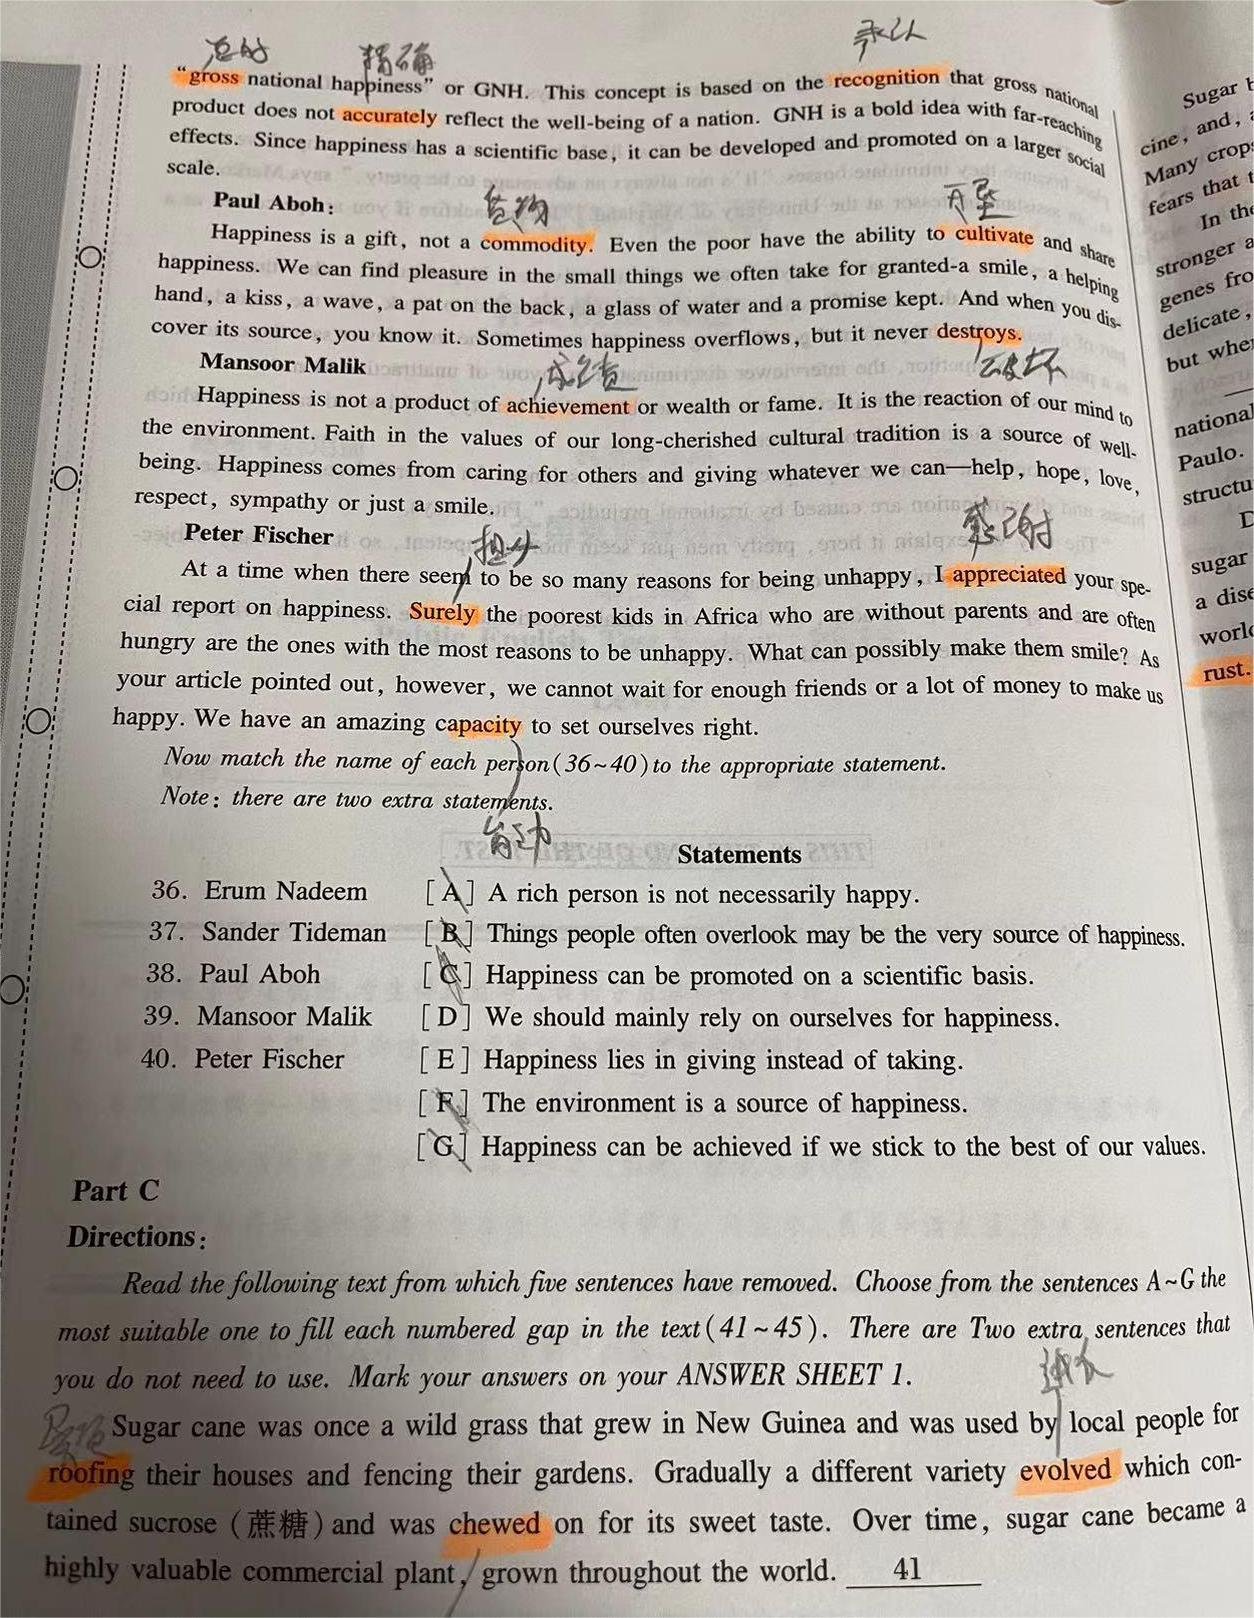 总的 精确 承认
“gross national happiness” or GNH. This concept is based on the recognition that gross national
product does not accurately reflect the well-being of a nation. GNH is a bold idea with far-reaching
effects. Since happiness has a scientific base, it can be developed and promoted on a larger social
scale.
Paul Aboh:
Happiness is a gift, not a commodity. Even the poor have the ability to cultivate and share
happiness. We can find pleasure in the small things we often take for granted-a smile, a helping
hand, a kiss, a wave, a pat on the back, a glass of water and a promise kept. And when you dis-
cover its source, you know it. Sometimes happiness overflows, but it never destroys.
破坏
Mansoor Malik
成绩
Happiness is not a product of achievement or wealth or fame. It is the reaction of our mind to
the environment. Faith in the values of our long-cherished cultural tradition is a source of well-
being. Happiness comes from caring for others and giving whatever we can—help, hope, love,
respect, sympathy or just a smile.
感谢
Peter Fischer
At a time when there seem to be so many reasons for being unhappy, I appreciated your spe-
cial report on happiness. Surely the poorest kids in Africa who are without parents and are often
hungry are the ones with the most reasons to be unhappy. What can possibly make them smile? As
your article pointed out, however, we cannot wait for enough friends or a lot of money to make us
happy. We have an amazing capacity to set ourselves right.
Now match the name of each person(36~40)to the appropriate statement.
Note: there are two extra statements.
Statements
36. Erum Nadeem [A] A rich person is not necessarily happy.
37. Sander Tideman [B] Things people often overlook may be the very source of happiness.
38. Paul Aboh [C] Happiness can be promoted on a scientific basis.
39. Mansoor Malik [D] We should mainly rely on ourselves for happiness.
40. Peter Fischer [E] Happiness lies in giving instead of taking.
[F] The environment is a source of happiness.
[G] Happiness can be achieved if we stick to the best of our values.
Part C
Directions:
Read the following text from which five sentences have removed. Choose from the sentences A~G the
most suitable one to fill each numbered gap in the text(41~45). There are Two extra sentences that
you do not need to use. Mark your answers on your ANSWER SHEET 1.
Sugar cane was once a wild grass that grew in New Guinea and was used by local people for
roofing their houses and fencing their gardens. Gradually a different variety evolved which con-
tained sucrose (蔗糖) and was chewed on for its sweet taste. Over time, sugar cane became a
highly valuable commercial plant, grown throughout the world. 41
Sugar
cine, and,
Many crop
fears that
In the
stronger
genes fro
delicate,
but whe
national
Paulo.
structu
sugar
a dise
world
rust.